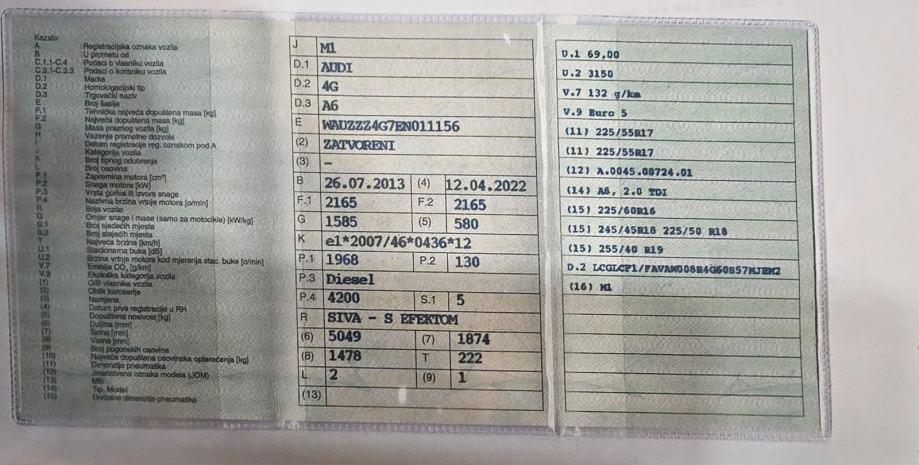 Kazalo:
A Registracijska oznaka vozila
B U prometu od
C.1.1-C.4 Podaci o vlasniku vozila
C.3.1-C.3.3 Podaci o korisniku vozila
D.1 Marka
D.2 Homologacijski tip
D.3 Trgovački naziv
E Broj šasije
F.1 Tehnička najveća dopuštena masa [kg]
F.2 Najveća dopuštena masa [kg]
G Masa praznog vozila [kg]
H Važenje prometne dozvole
I Datum registracije reg. oznakom pod A
J Kategorija vozila
K Broj tipnog odobrenja
L Broj osovina
P.1 Zapremina motora [cm³]
P.2 Snaga motora [kW]
P.3 Vrsta goriva ili izvora snage
P.4 Nazivna brzina vrtnje motora [o/min]
R Boja vozila
Q Omjer snage i mase (samo za motocikle) [kW/kg]
S.1 Broj sjedećih mjesta
S.2 Broj stajaćih mjesta
T Najveća brzina [km/h]
U.1 Stacionarna buka [dB]
U.2 Brzina vrtnje motora kod mjerenja stac. buke [o/min]
V.7 Emisija CO₂ [g/km]
V.9 Ekološka kategorija vozila
(1) OIB vlasnika vozila
(2) Oblik karoserije
(3) Namjena
(4) Datum prve registracije u RH
(5) Dopuštena nosivost [kg]
(6) Duljina [mm]
(7) Širina [mm]
(8) Visina [mm]
(9) Broj pogonskih osovina
(10) Najveća dopuštena osovinska opterećenja [kg]
(11) Dimenzije pneumatika
(12) Jedinstvena oznaka modela (JOM)
(13) MB
(14) Tip, Model
(15) Dodatne dimenzije pneumatika
J M1
D.1 AUDI
D.2 4G
D.3 A6
E WAUZZZ4G7EN011156
(2) ZATVORENI
(3) –
B 26.07.2013 (4) 12.04.2022
F.1 2165 F.2 2165
G 1585 (5) 580
K e1*2007/46*0436*12
P.1 1968 P.2 130
P.3 Diesel
P.4 4200 S.1 5
R SIVA – S EFEKTOM
(6) 5049 (7) 1874
(8) 1478 T 222
L 2 (9) 1
(13)
U.1 69,00
U.2 3150
V.7 132 g/km
V.9 Euro 5
(11) 225/55R17
(11) 225/55R17
(12) A.0045.00724.01
(14) A6, 2.0 TDI
(15) 225/60R16
(15) 245/45R18 225/50 R18
(15) 255/40 R19
(16) M1